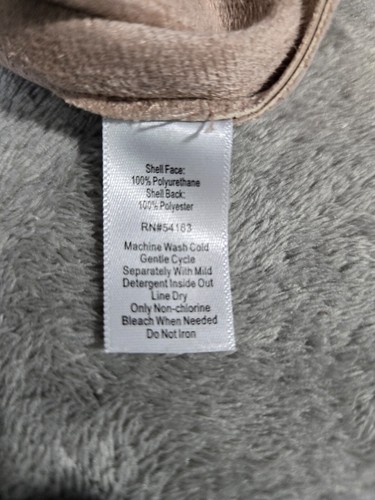 Shell Face:
100% Polyurethane
Shell Back:
100% Polyester
RN#54163
Machine Wash Cold
Gentle Cycle
Separately With Mild
Detergent Inside Out
Line Dry
Only Non-chlorine
Bleach When Needed
Do Not Iron